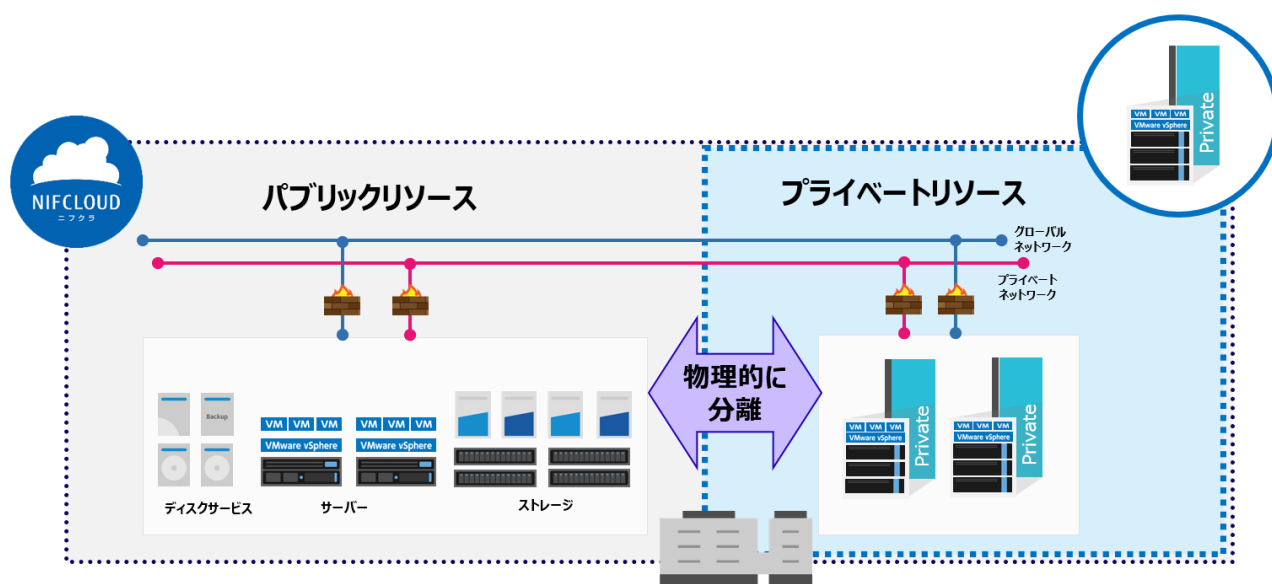 VM VM VM
VMware vSphere
Private
NIFCLOUD
ニフクラ
パブリックリソース
プライベートリソース
グローバル
ネットワーク
プライベート
ネットワーク
物理的に
分離
Backup
VM VM VM
VMware vSphere
VM VM VM
VMware vSphere
ディスクサービス
サーバー
ストレージ
VM VM VM
VMware vSphere
Private
VM VM VM
VMware vSphere
Private